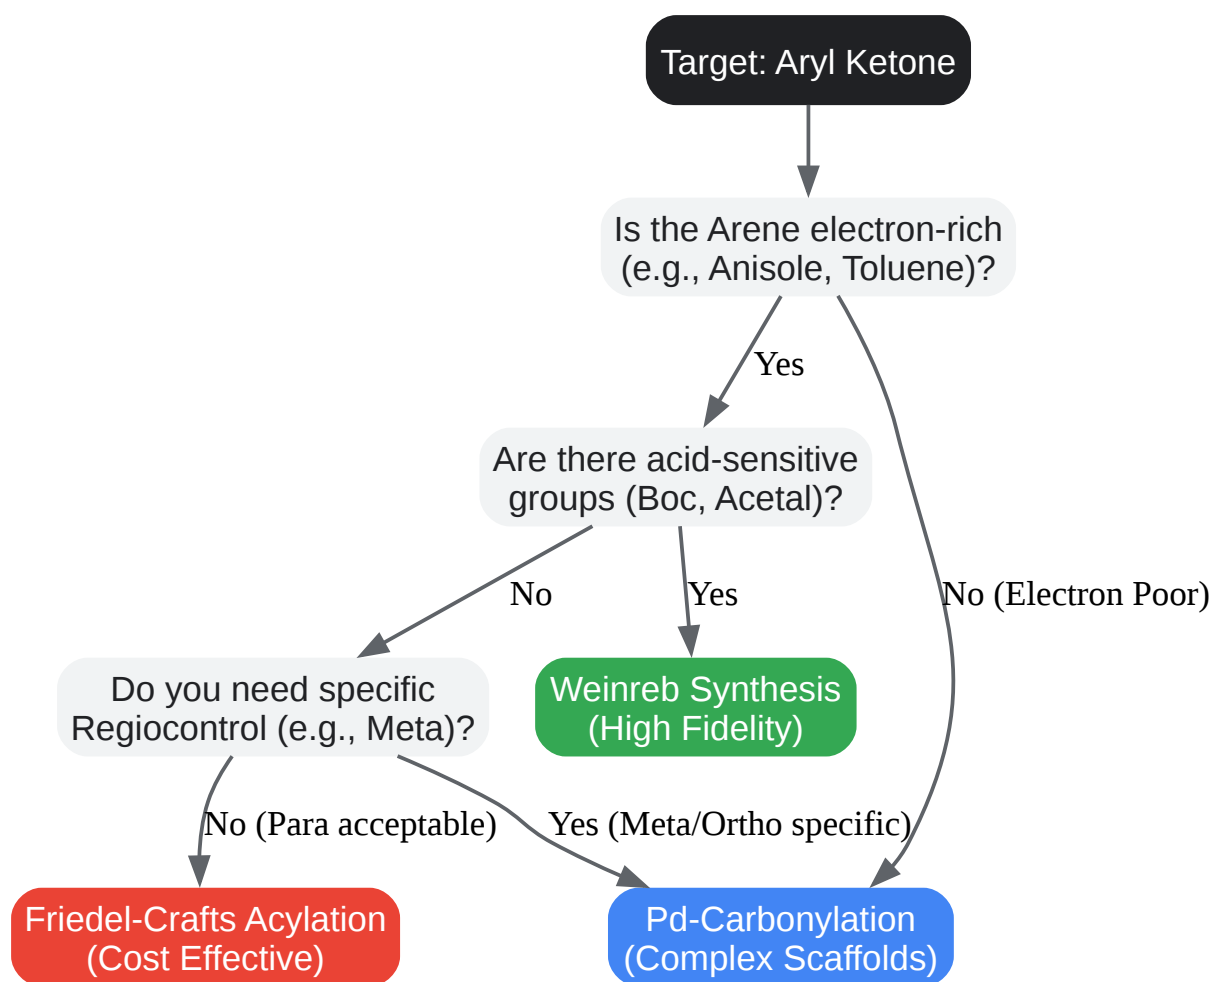 Target: Aryl Ketone
Is the Arene electron-rich
(e.g., Anisole, Toluene)?
Yes
Are there acid-sensitive
groups (Boc, Acetal)?
No
Yes
No (Electron Poor)
Do you need specific
Regiocontrol (e.g., Meta)?
Weinreb Synthesis
(High Fidelity)
No (Para acceptable)
Yes (Meta/Ortho specific)
Friedel-Crafts Acylation
(Cost Effective)
Pd-Carbonylation
(Complex Scaffolds)